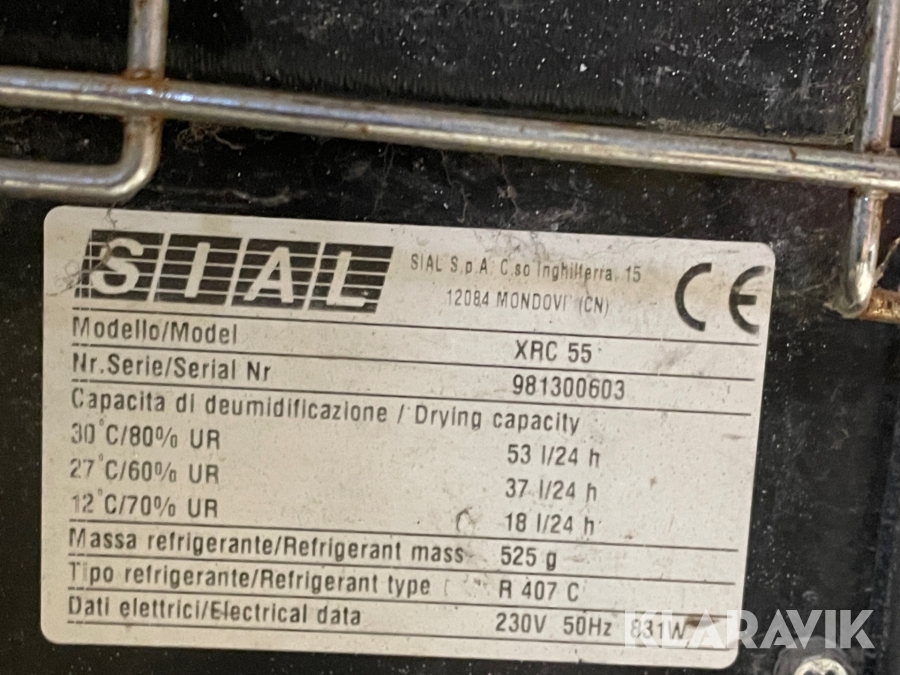 SIAL
SIAL S.p.A. C.so Inghilterra, 15
12084 MONDOVI' (CN)
CE
Modello/Model XRC 55
Nr.Serie/Serial Nr 981300603
Capacita di deumidificazione / Drying capacity
30°C/80% UR 53 l/24 h
27°C/60% UR 37 l/24 h
12°C/70% UR 18 l/24 h
Massa refrigerante/Refrigerant mass 525 g
Tipo refrigerante/Refrigerant type R 407 C
Dati elettrici/Electrical data 230V 50Hz 831W
KLARAVIK
KLARAVIK